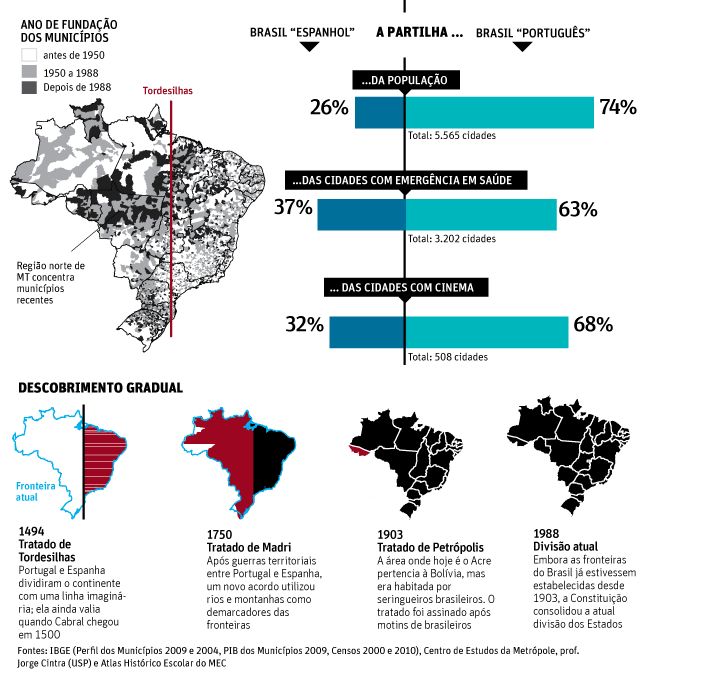 ANO DE FUNDAÇÃO
DOS MUNICÍPIOS
antes de 1950
1950 a 1988
Depois de 1988
Tordesilhas
Região norte de
MT concentra
municípios
recentes
BRASIL “ESPANHOL”
A PARTILHA ...
BRASIL “PORTUGUÊS”
...DA POPULAÇÃO
26%
74%
Total: 5.565 cidades
...DAS CIDADES COM EMERGÊNCIA EM SAÚDE
37%
63%
Total: 3.202 cidades
... DAS CIDADES COM CINEMA
32%
68%
Total: 508 cidades
DESCOBRIMENTO GRADUAL
Fronteira
atual
1494
Tratado de
Tordesilhas
Portugal e Espanha
dividiram o continente
com uma linha imaginá-
ria; ela ainda valia
quando Cabral chegou
em 1500
1750
Tratado de Madri
Após guerras territoriais
entre Portugal e Espanha,
um novo acordo utilizou
rios e montanhas como
demarcadores das
fronteiras
1903
Tratado de Petrópolis
A área onde hoje é o Acre
pertencia à Bolívia, mas
era habitada por
seringueiros brasileiros. O
tratado foi assinado após
motins de brasileiros
1988
Divisão atual
Embora as fronteiras
do Brasil já estivessem
estabelecidas desde
1903, a Constituição
consolidou a atual
divisão dos Estados
Fontes: IBGE (Perfil dos Municípios 2009 e 2004, PIB dos Municípios 2009, Censos 2000 e 2010), Centro de Estudos da Metrópole, prof.
Jorge Cintra (USP) e Atlas Histórico Escolar do MEC